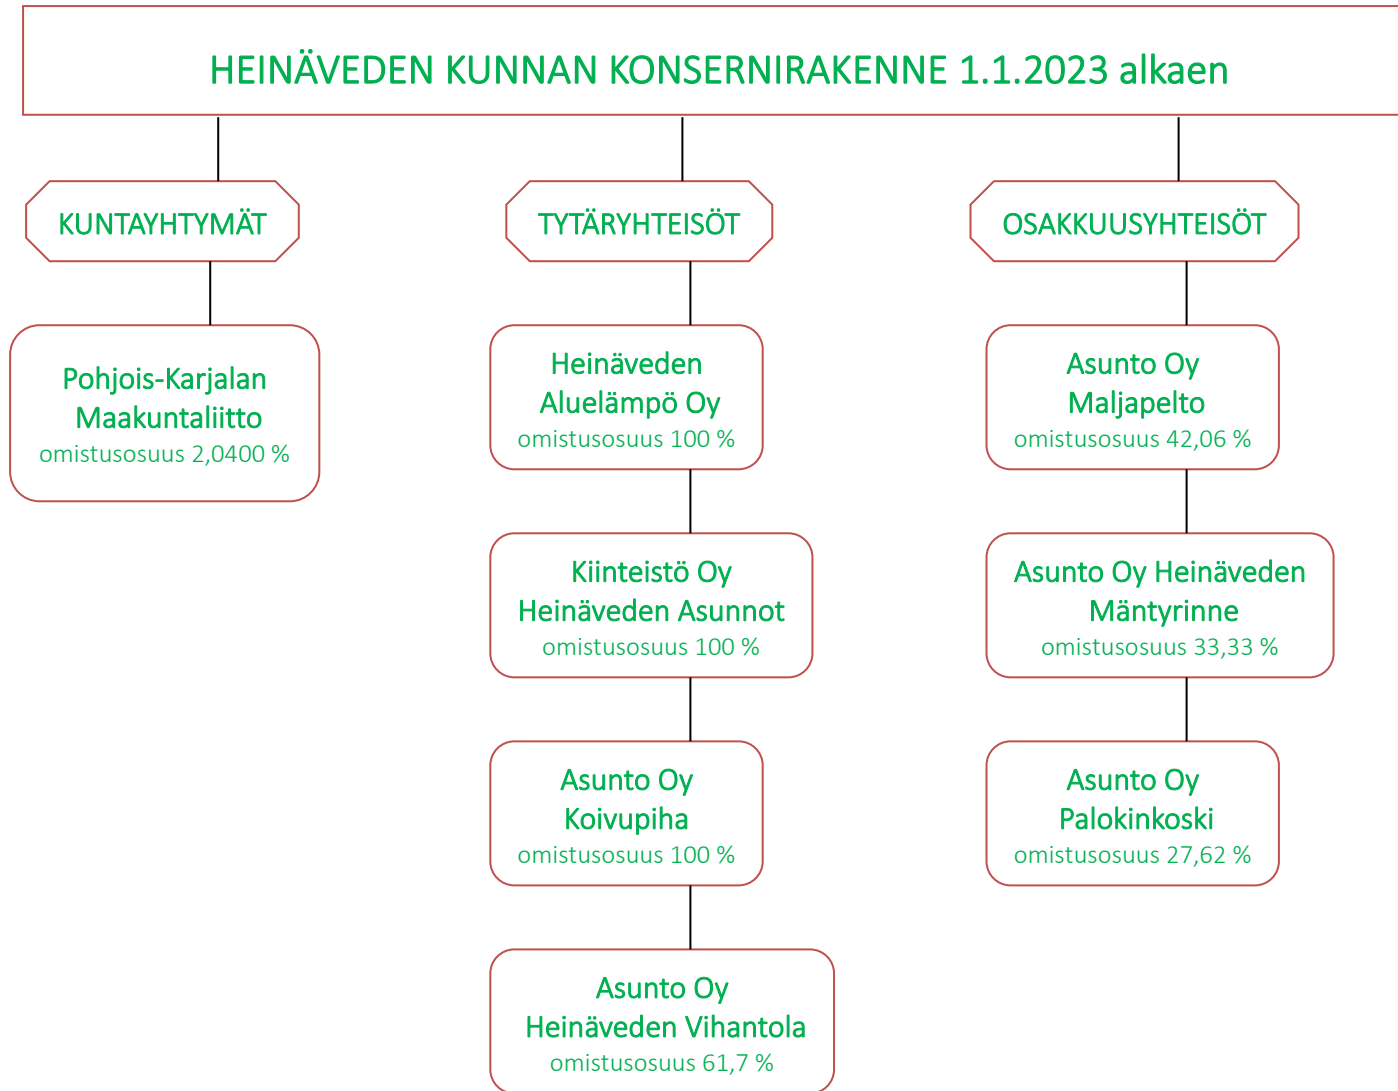 HEINÄVEDEN KUNNAN KONSERNIRAKENNE 1.1.2023 alkaen
KUNTAYHTYMÄT
Pohjois-Karjalan
Maakuntaliitto
omistusosuus 2,0400 %
TYTÄRYHTEISÖT
Heinäveden
Aluelämpö Oy
omistusosuus 100 %
Kiinteistö Oy
Heinäveden Asunnot
omistusosuus 100 %
Asunto Oy
Koivupiha
omistusosuus 100 %
Asunto Oy
Heinäveden Vihantola
omistusosuus 61,7 %
OSAKKUUSYHTEISÖT
Asunto Oy
Maljapelto
omistusosuus 42,06 %
Asunto Oy Heinäveden
Mäntyrinne
omistusosuus 33,33 %
Asunto Oy
Palokinkoski
omistusosuus 27,62 %